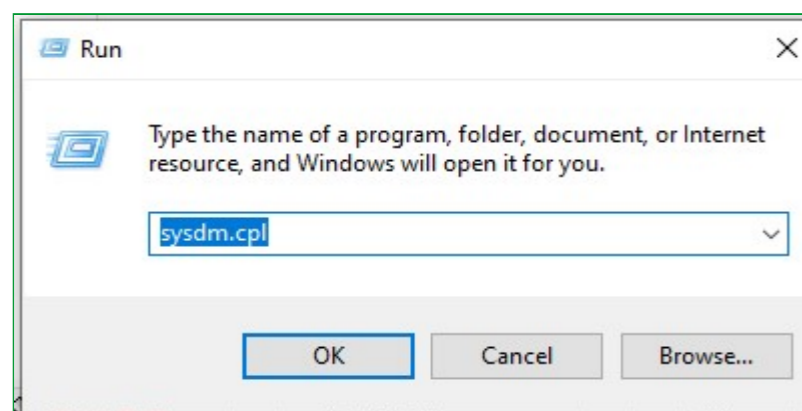 Run
Type the name of a program, folder, document, or Internet
resource, and Windows will open it for you.
sysdm.cpl
OK
Cancel
Browse...